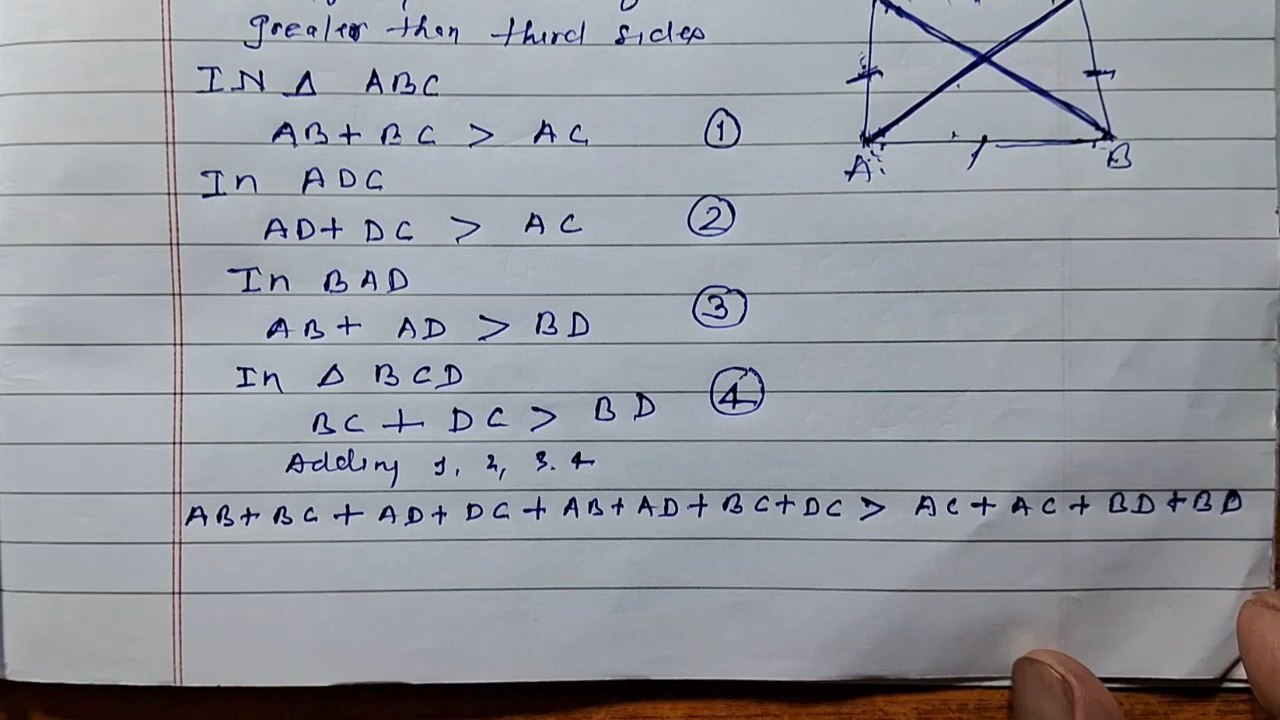 greater than third sides
IN Δ ABC
AB + BC > AC ①
In ADC
AD + DC > AC ②
In BAD
AB + AD > BD ③
In Δ BCD
BC + DC > BD ④
Adding 1, 2, 3. 4
AB + BC + AD + DC + AB + AD + BC + DC > AC + AC + BD + BD
A
B